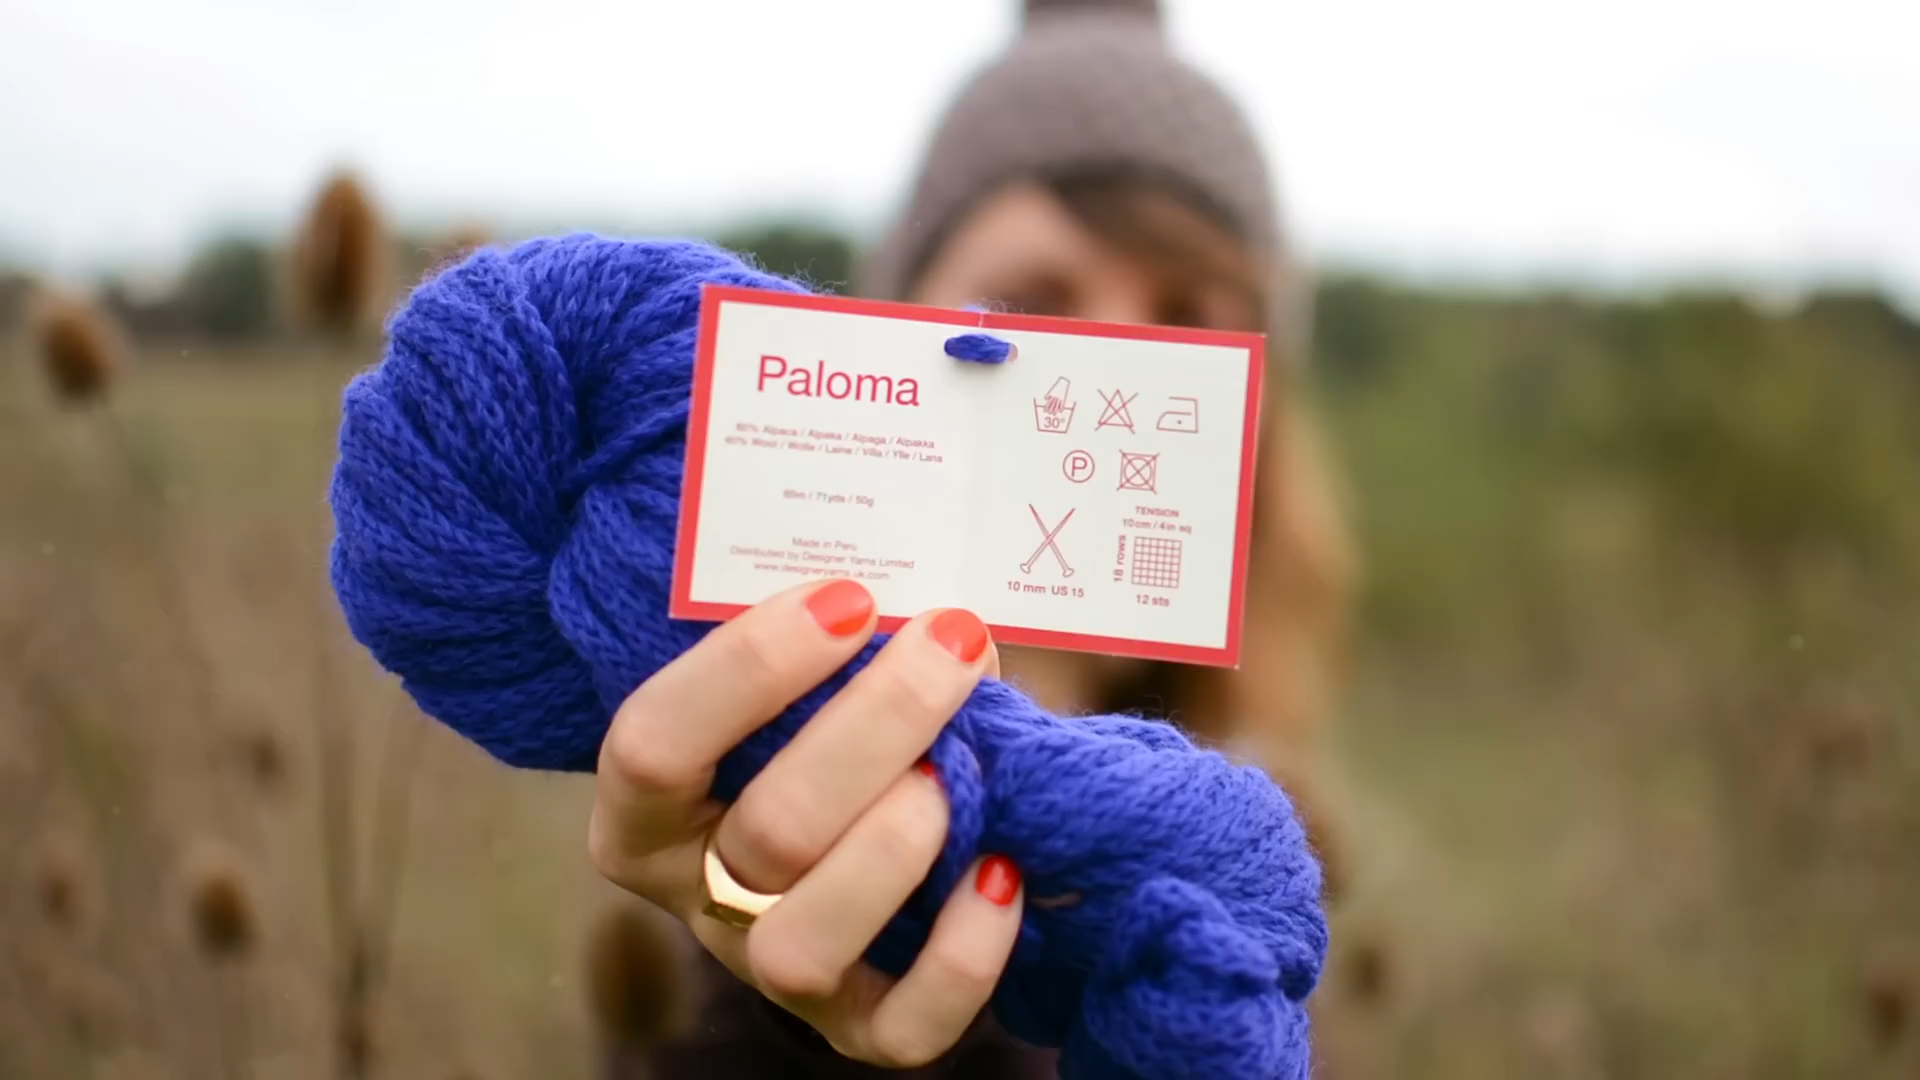 Paloma
60% Alpaca / Alpaka / Alpaga / Alpakka
40% Wool / Wolle / Laine / Villa / Ylle / Lana
65m / 71yds / 50g
Made in Peru
Distributed by Designer Yarns Limited
www.designeryarns.uk.com
30°
P
TENSION
10cm / 4in sq
18 rows
12 sts
10 mm US 15